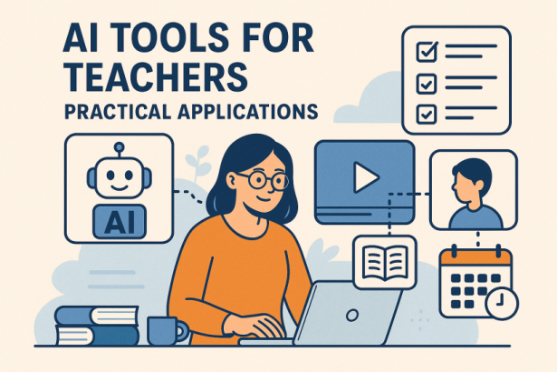 AI TOOLS FOR
TEACHERS
PRACTICAL APPLICATIONS
AI